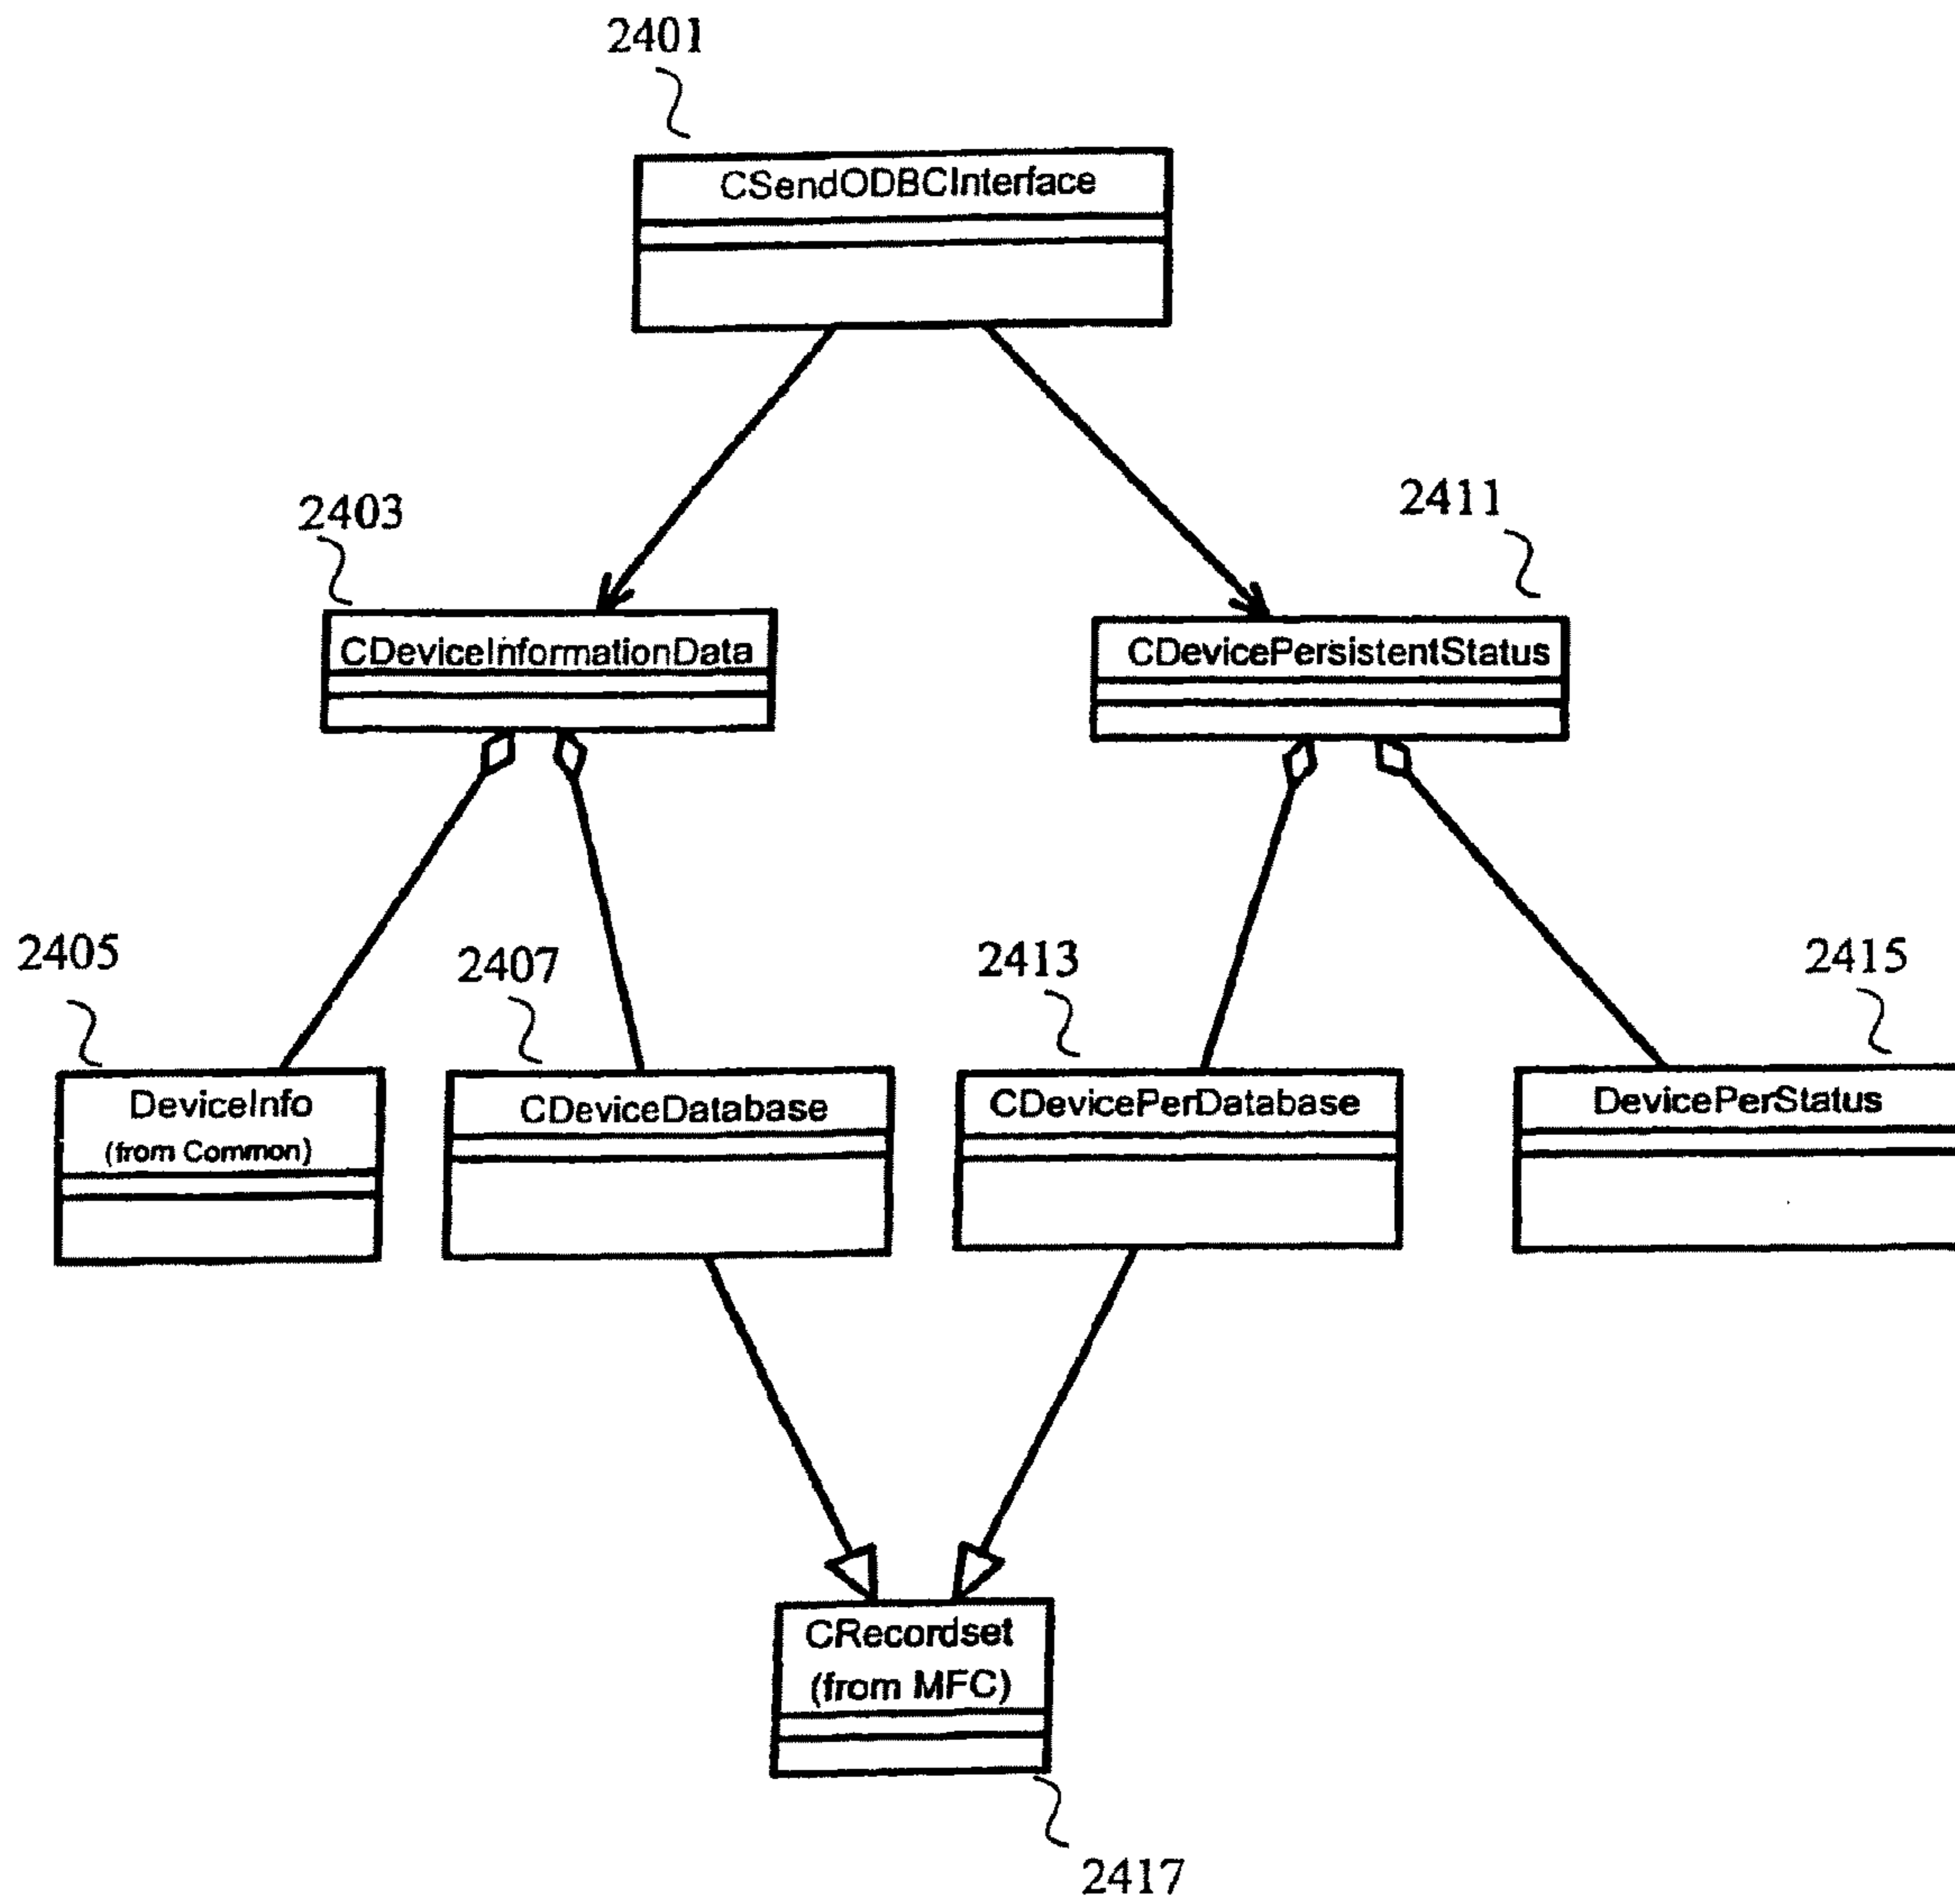 2401
CSendODBCInterface
2403
2411
CDeviceInformationData
CDevicePersistentStatus
2405
2407
2413
2415
DeviceInfo
(from Common)
CDeviceDatabase
CDevicePerDatabase
DevicePerStatus
CRecordset
(from MFC)
2417